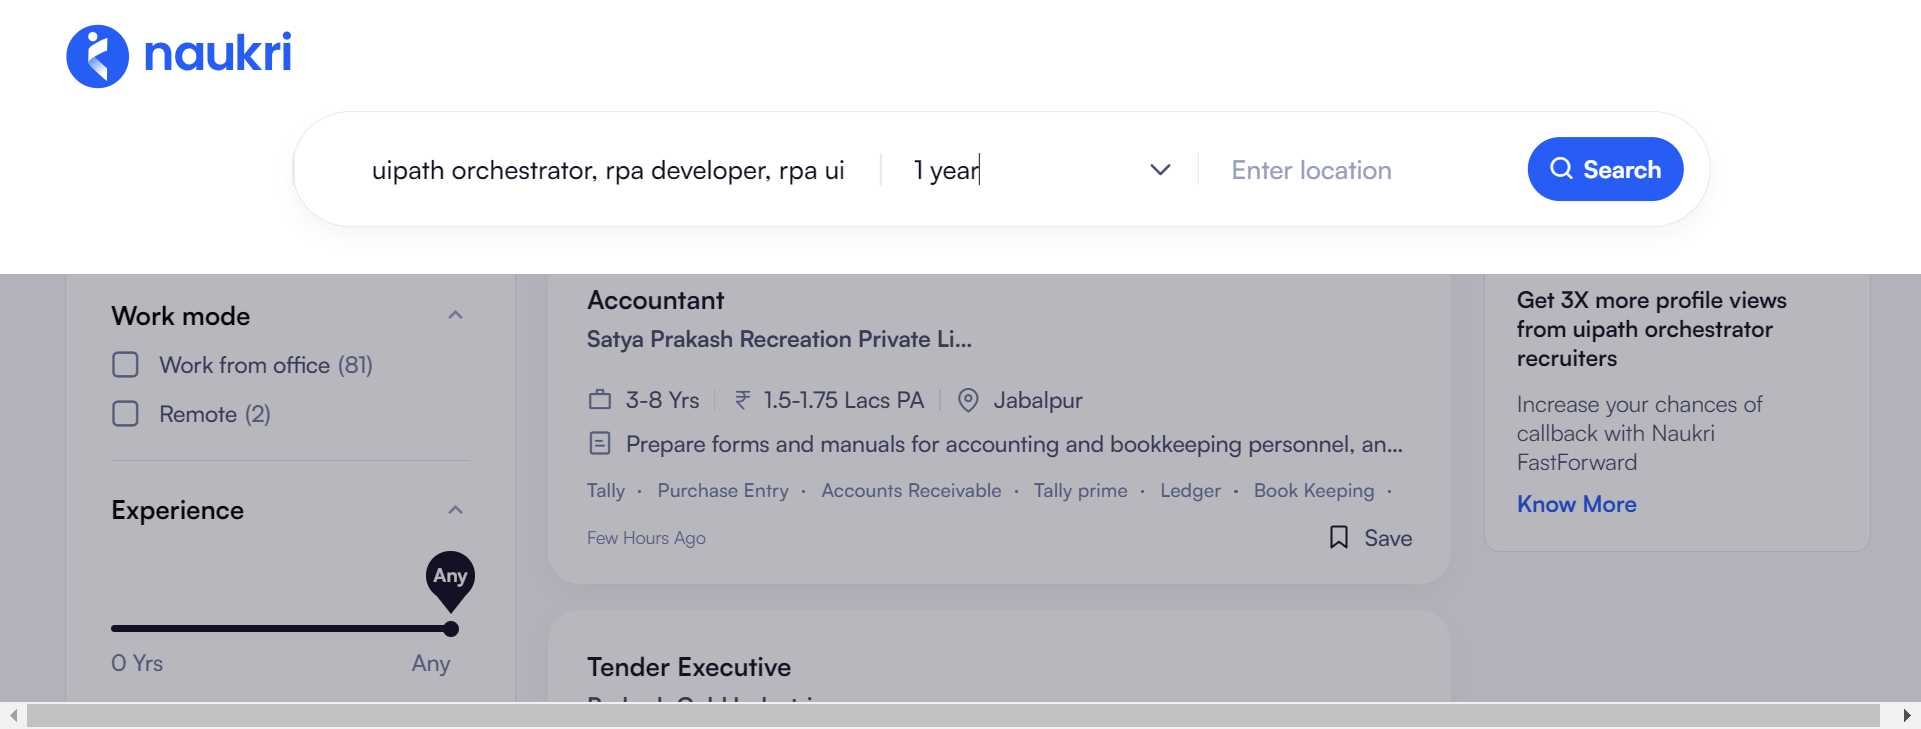 naukri
uipath orchestrator, rpa developer, rpa ui
1 year
Enter location
Search
Work mode
Work from office (81)
Remote (2)
Experience
Any
0 Yrs
Any
Accountant
Satya Prakash Recreation Private Li...
3-8 Yrs
₹ 1.5-1.75 Lacs PA
Jabalpur
Prepare forms and manuals for accounting and bookkeeping personnel, an...
Tally · Purchase Entry · Accounts Receivable · Tally prime · Ledger · Book Keeping ·
Few Hours Ago
Save
Tender Executive
Get 3X more profile views
from uipath orchestrator
recruiters
Increase your chances of
callback with Naukri
FastForward
Know More